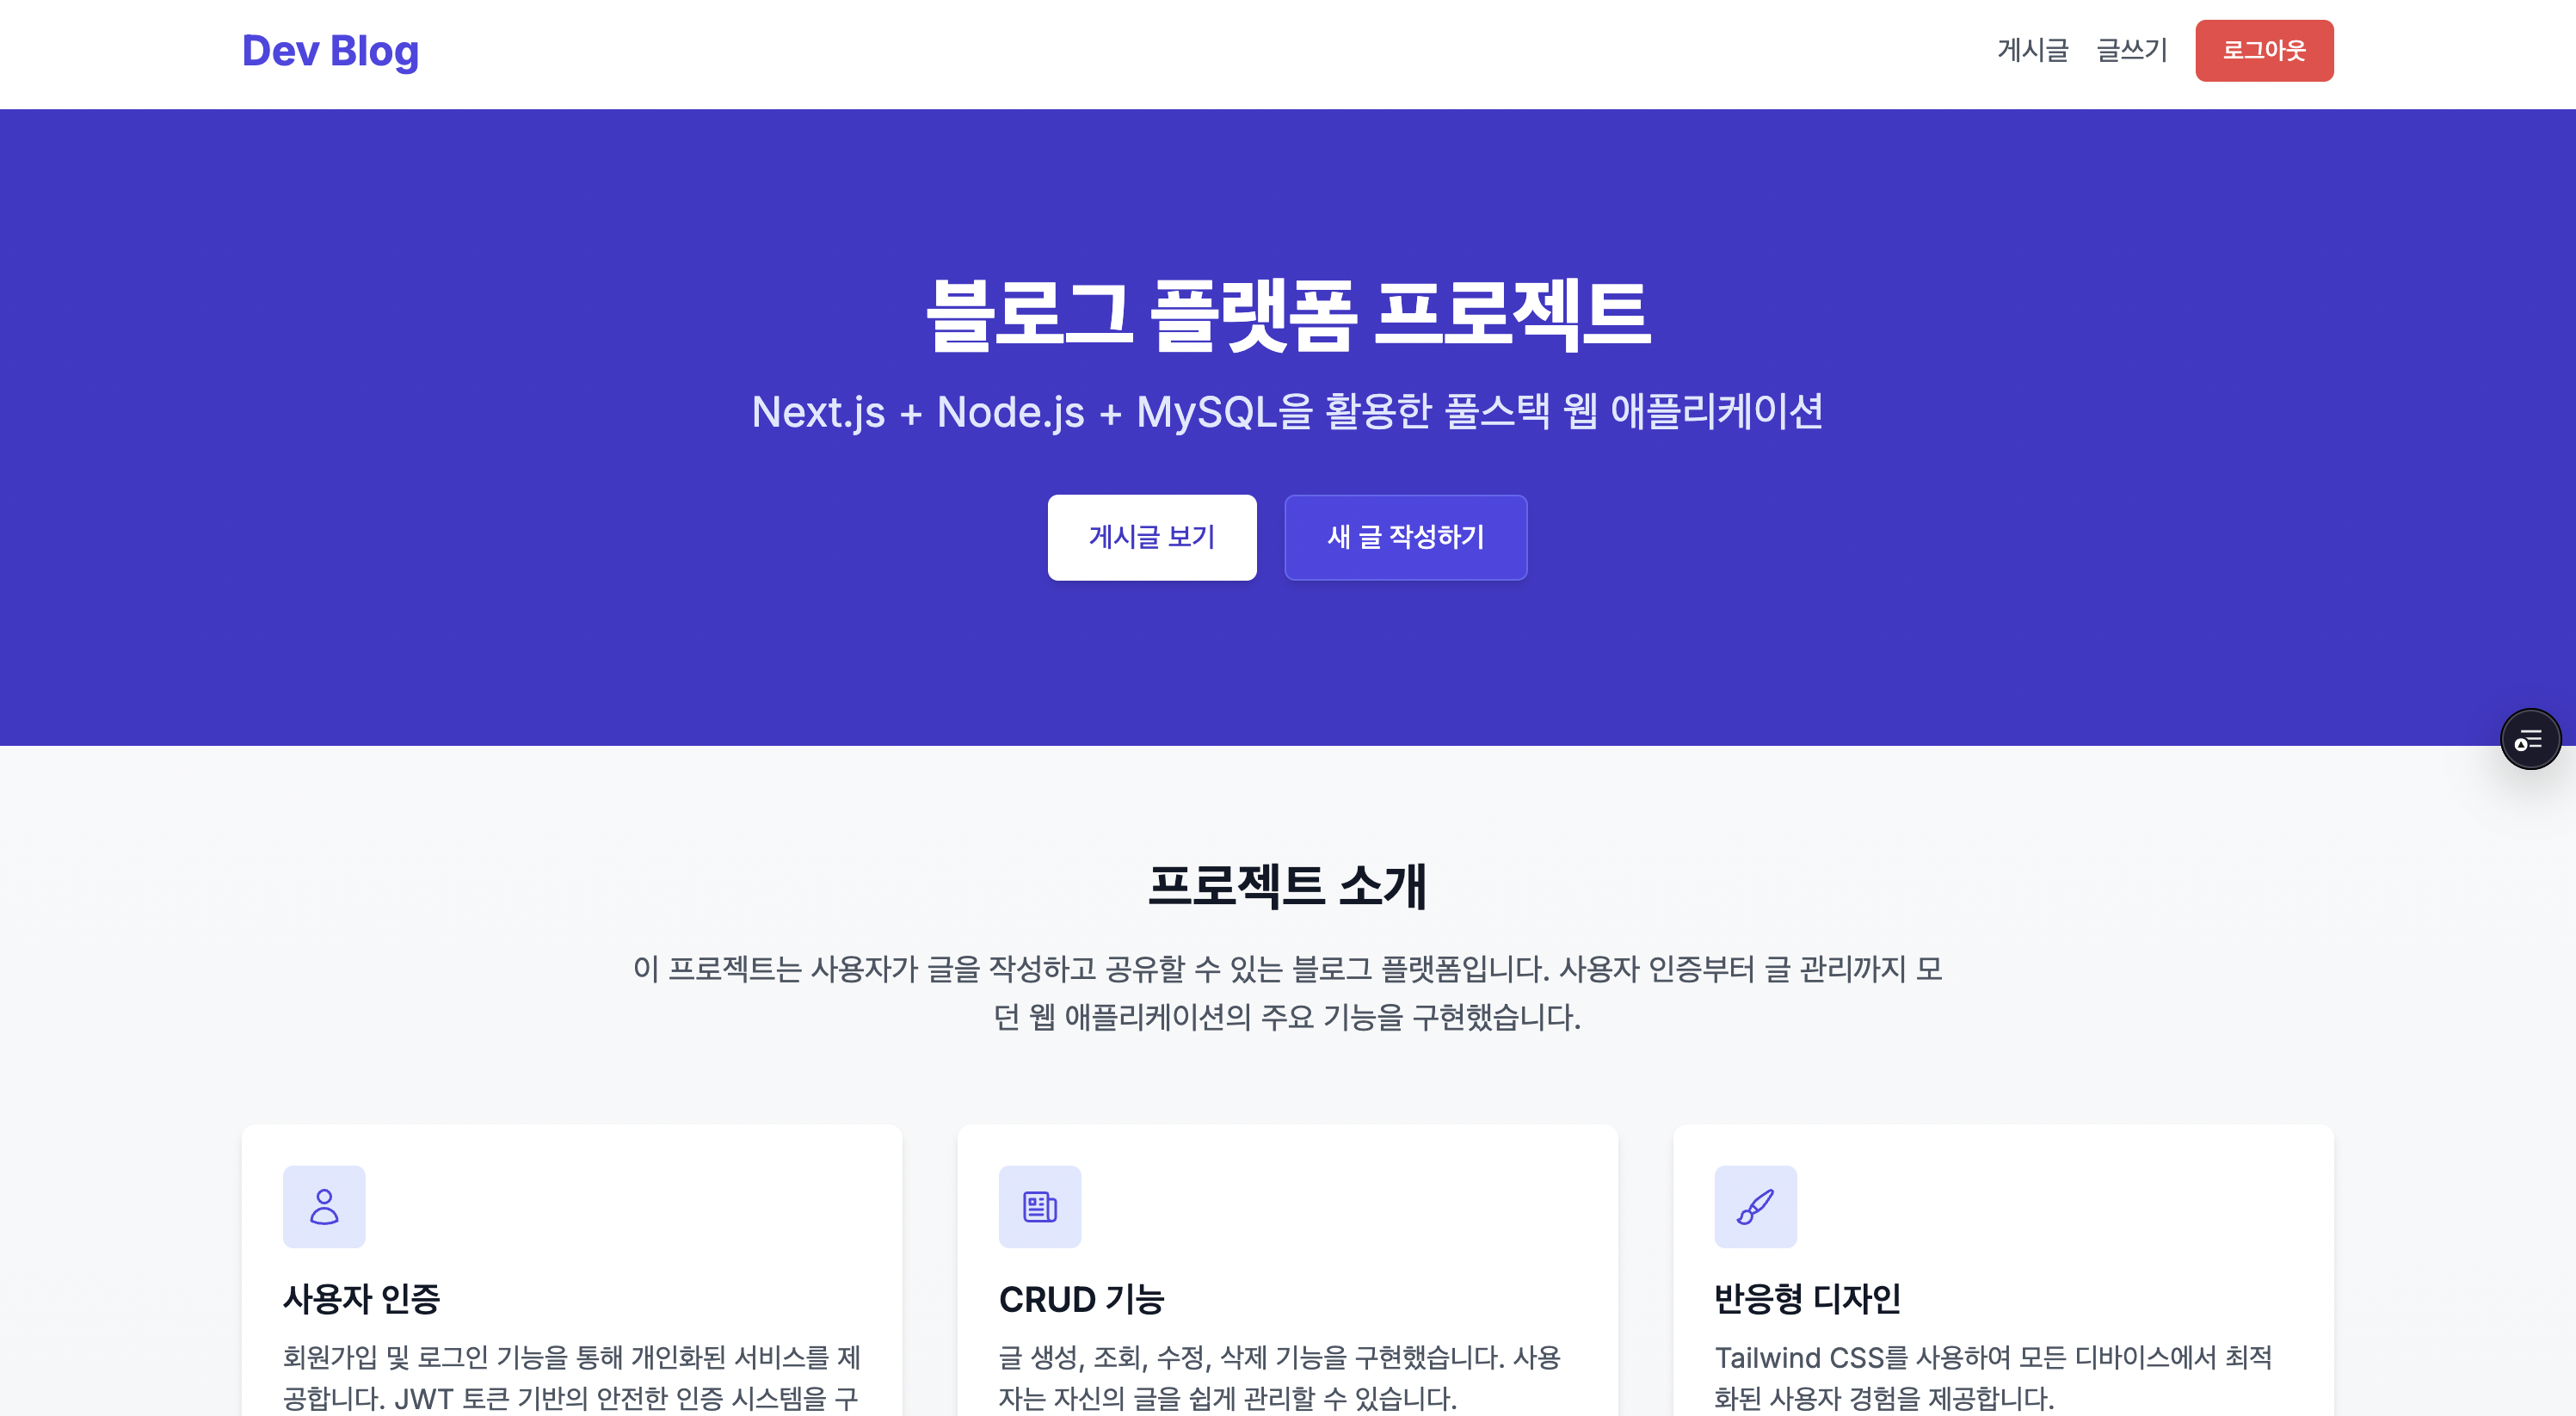 Dev Blog
게시글 글쓰기 로그아웃
블로그 플랫폼 프로젝트
Next.js + Node.js + MySQL을 활용한 풀스택 웹 애플리케이션
게시글 보기 새 글 작성하기
프로젝트 소개
이 프로젝트는 사용자가 글을 작성하고 공유할 수 있는 블로그 플랫폼입니다. 사용자 인증부터 글 관리까지 모
던 웹 애플리케이션의 주요 기능을 구현했습니다.
사용자 인증
회원가입 및 로그인 기능을 통해 개인화된 서비스를 제
공합니다. JWT 토큰 기반의 안전한 인증 시스템을 구
CRUD 기능
글 생성, 조회, 수정, 삭제 기능을 구현했습니다. 사용
자는 자신의 글을 쉽게 관리할 수 있습니다.
반응형 디자인
Tailwind CSS를 사용하여 모든 디바이스에서 최적
화된 사용자 경험을 제공합니다.